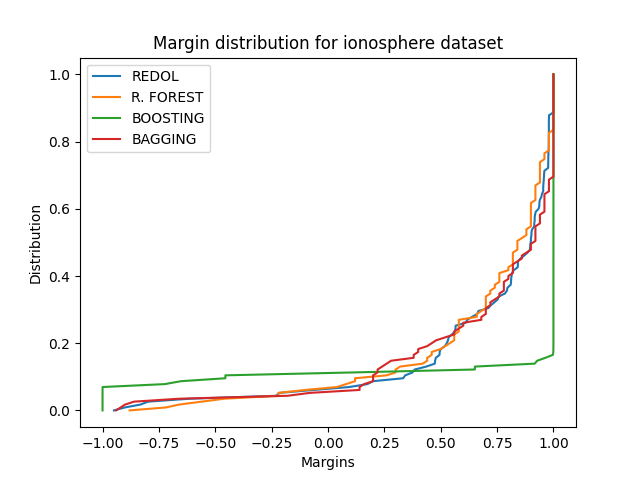 Margin distribution for ionosphere dataset
REDOL
R. FOREST
BOOSTING
BAGGING
1.0
0.8
0.6
0.4
0.2
0.0
Distribution
−1.00 −0.75 −0.50 −0.25 0.00 0.25 0.50 0.75 1.00
Margins